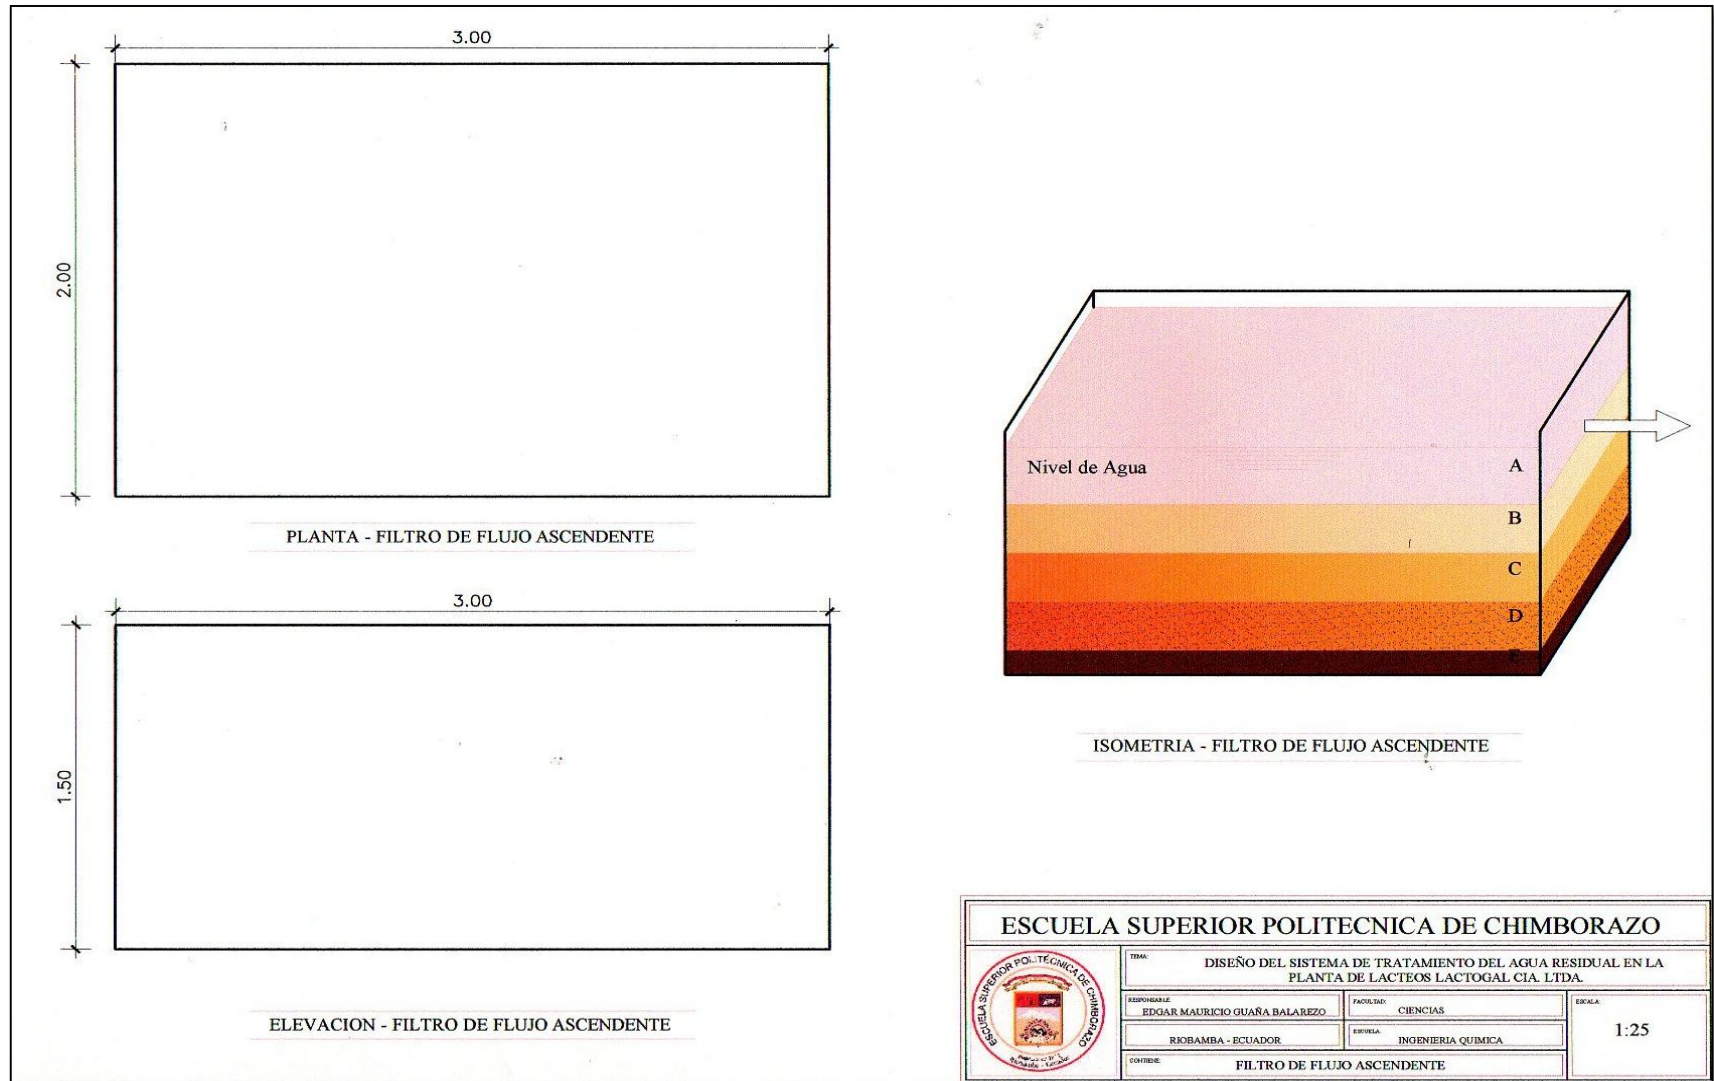 3.00
2.00
PLANTA - FILTRO DE FLUJO ASCENDENTE
3.00
1.50
ELEVACION - FILTRO DE FLUJO ASCENDENTE
Nivel de Agua
A
B
C
D
E
ISOMETRIA - FILTRO DE FLUJO ASCENDENTE
ESCUELA SUPERIOR POLITECNICA DE CHIMBORAZO
ESCUELA SUPERIOR POLITÉCNICA DE CHIMBORAZO
Riobamba - Ecuador
TEMA:
DISEÑO DEL SISTEMA DE TRATAMIENTO DEL AGUA RESIDUAL EN LA
PLANTA DE LACTEOS LACTOGAL CIA. LTDA.
RESPONSABLE:
EDGAR MAURICIO GUAÑA BALAREZO
FACULTAD:
CIENCIAS
ESCALA:
1:25
RIOBAMBA - ECUADOR
ESCUELA:
INGENIERIA QUIMICA
CONTIENE:
FILTRO DE FLUJO ASCENDENTE